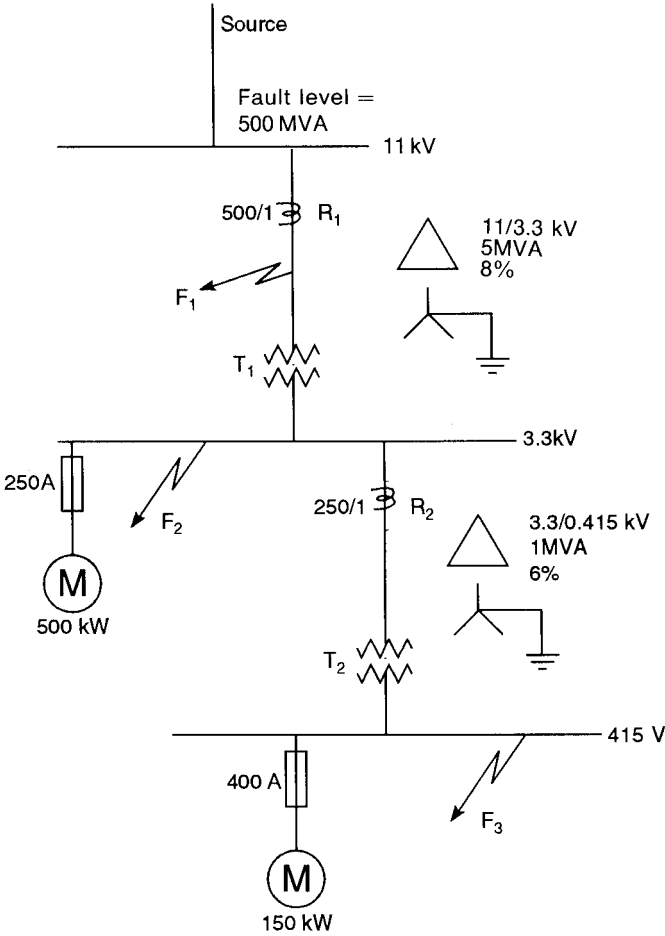 Source
Fault level =
500 MVA
11 kV
500/1 R1
11/3.3 kV
5MVA
8%
F1
T1
3.3kV
250A
F2
250/1 R2
3.3/0.415 kV
1MVA
6%
M
500 kW
T2
415 V
400 A
F3
M
150 kW